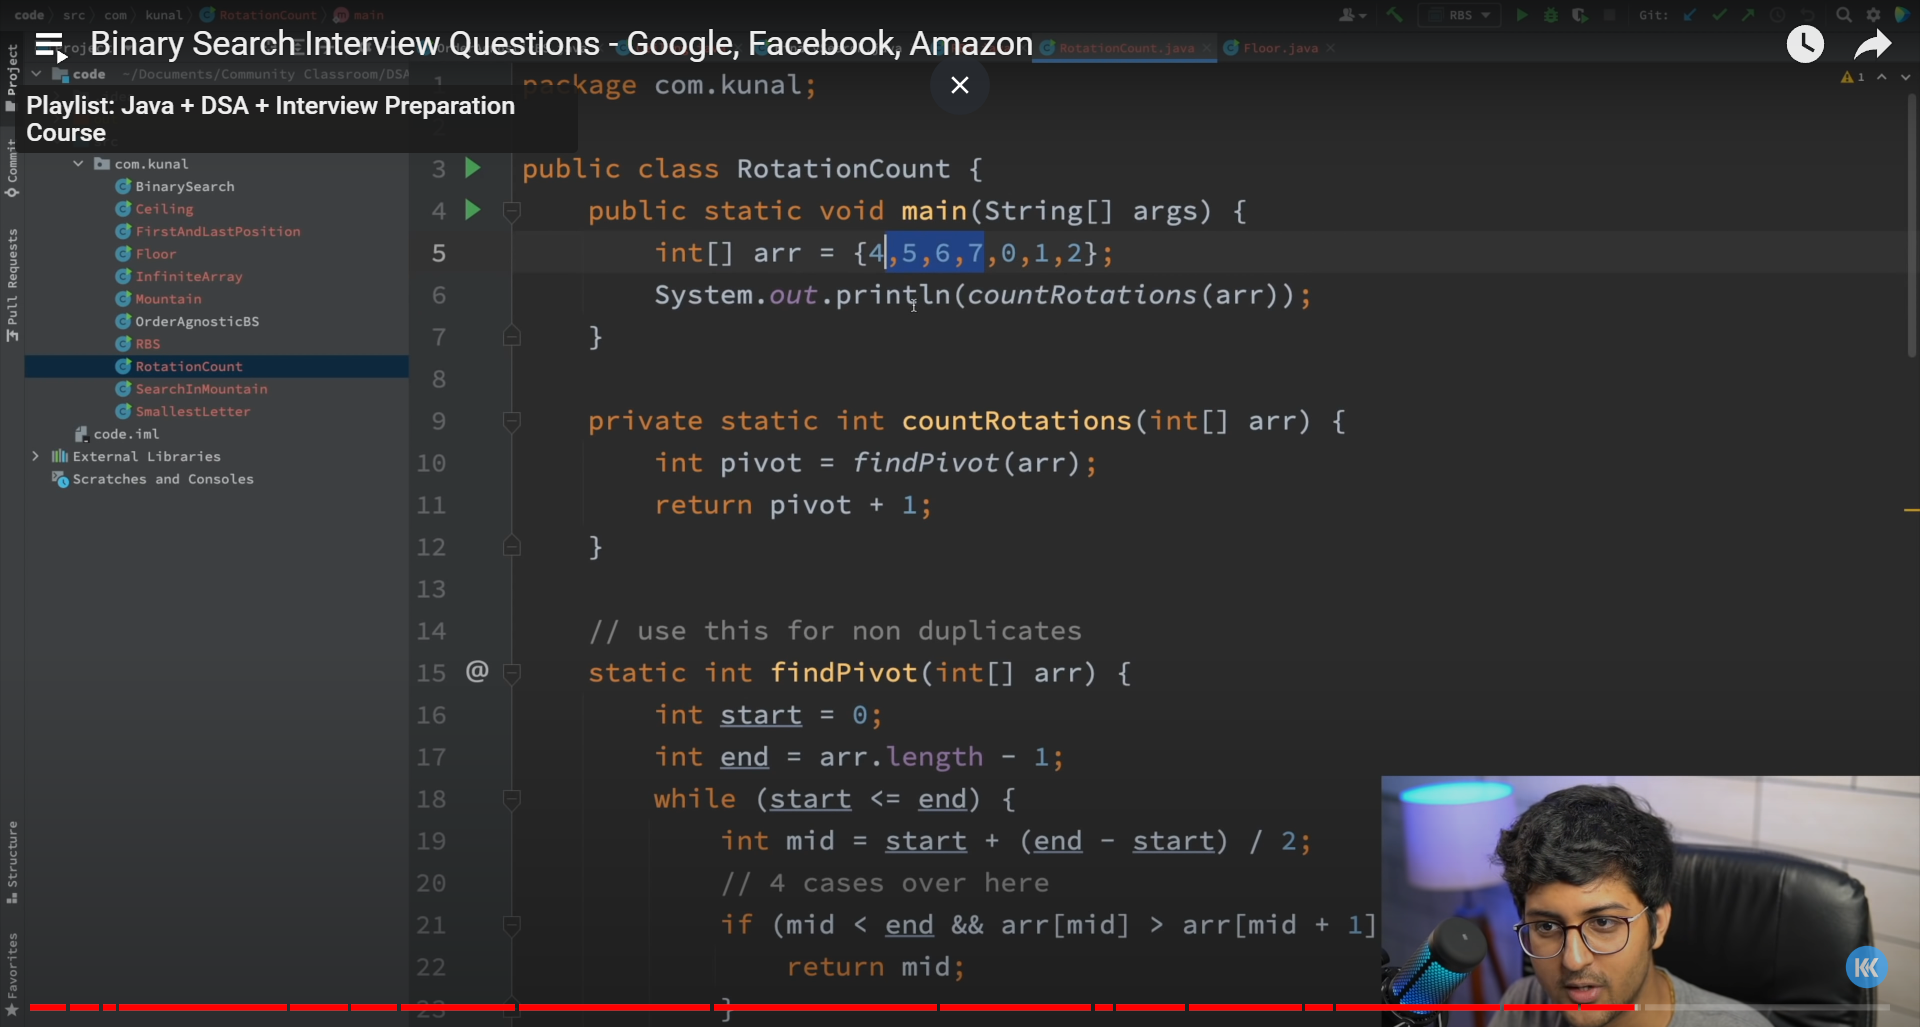 code src com kunal RotationCount main
RBS
Git:
Binary Search Interview Questions - Google, Facebook, Amazon
RotationCount.java
Floor.java
Project
code ~/Documents/Community Classroom/DSA
1 package com.kunal;
1
Playlist: Java + DSA + Interview Preparation
Course
Commit
com.kunal
3 public class RotationCount {
BinarySearch
Ceiling
4 public static void main(String[] args) {
FirstAndLastPosition
Floor
5 int[] arr = {4,5,6,7,0,1,2};
InfiniteArray
Mountain
6 System.out.println(countRotations(arr));
Pull Requests
OrderAgnosticBS
RBS
7 }
RotationCount
8
SearchInMountain
SmallestLetter
9 private static int countRotations(int[] arr) {
code.iml
External Libraries
10 int pivot = findPivot(arr);
Scratches and Consoles
11 return pivot + 1;
12 }
13
14 // use this for non duplicates
15 @ static int findPivot(int[] arr) {
16 int start = 0;
17 int end = arr.length - 1;
18 while (start <= end) {
19 int mid = start + (end - start) / 2;
Structure
20 // 4 cases over here
21 if (mid < end && arr[mid] > arr[mid + 1]
22 return mid;
Favorites
23 }
KK